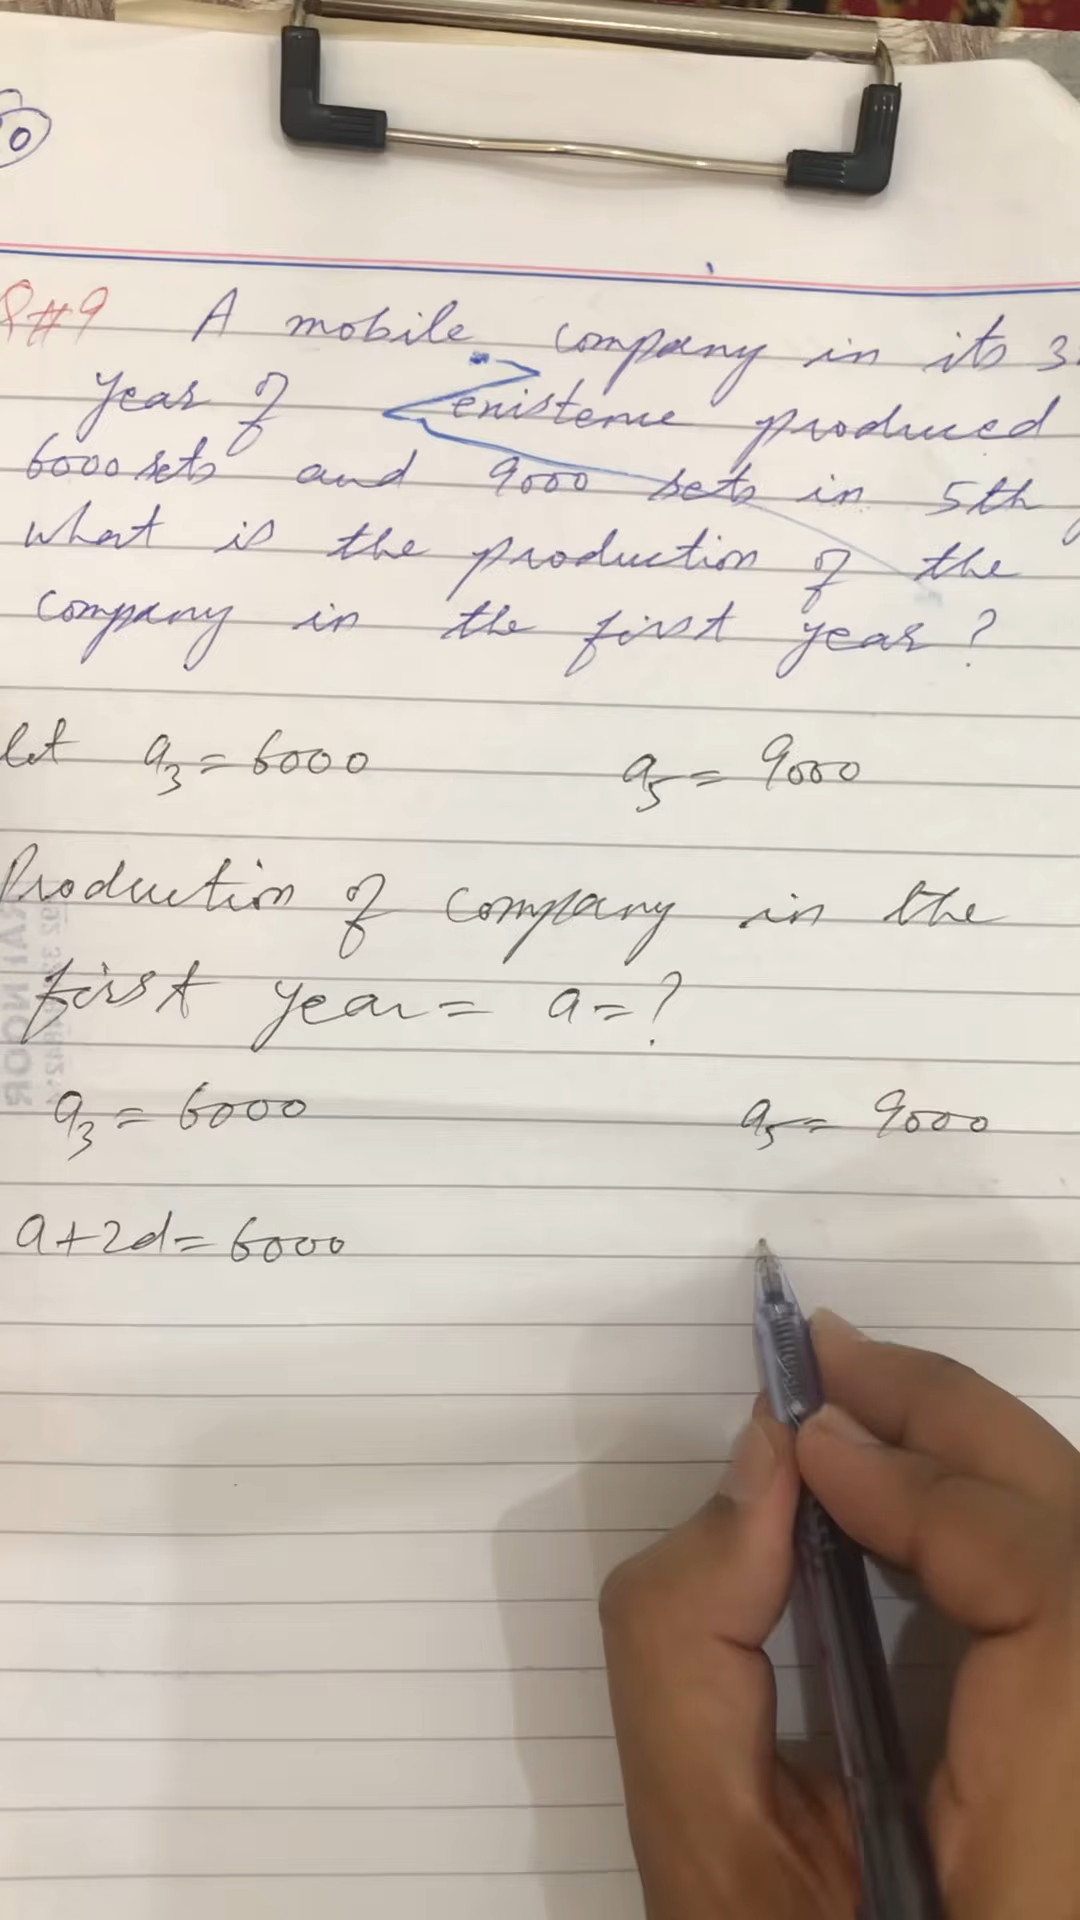 Q#9 A mobile company in its 3
year of enistence produced
6000 sets and 9000 sets in 5th
what is the production of the
company in the first year?
let a3 = 6000 a5 = 9000
Production of company in the
first year = a = ?
a3 = 6000 a5 = 9000
a+2d = 6000